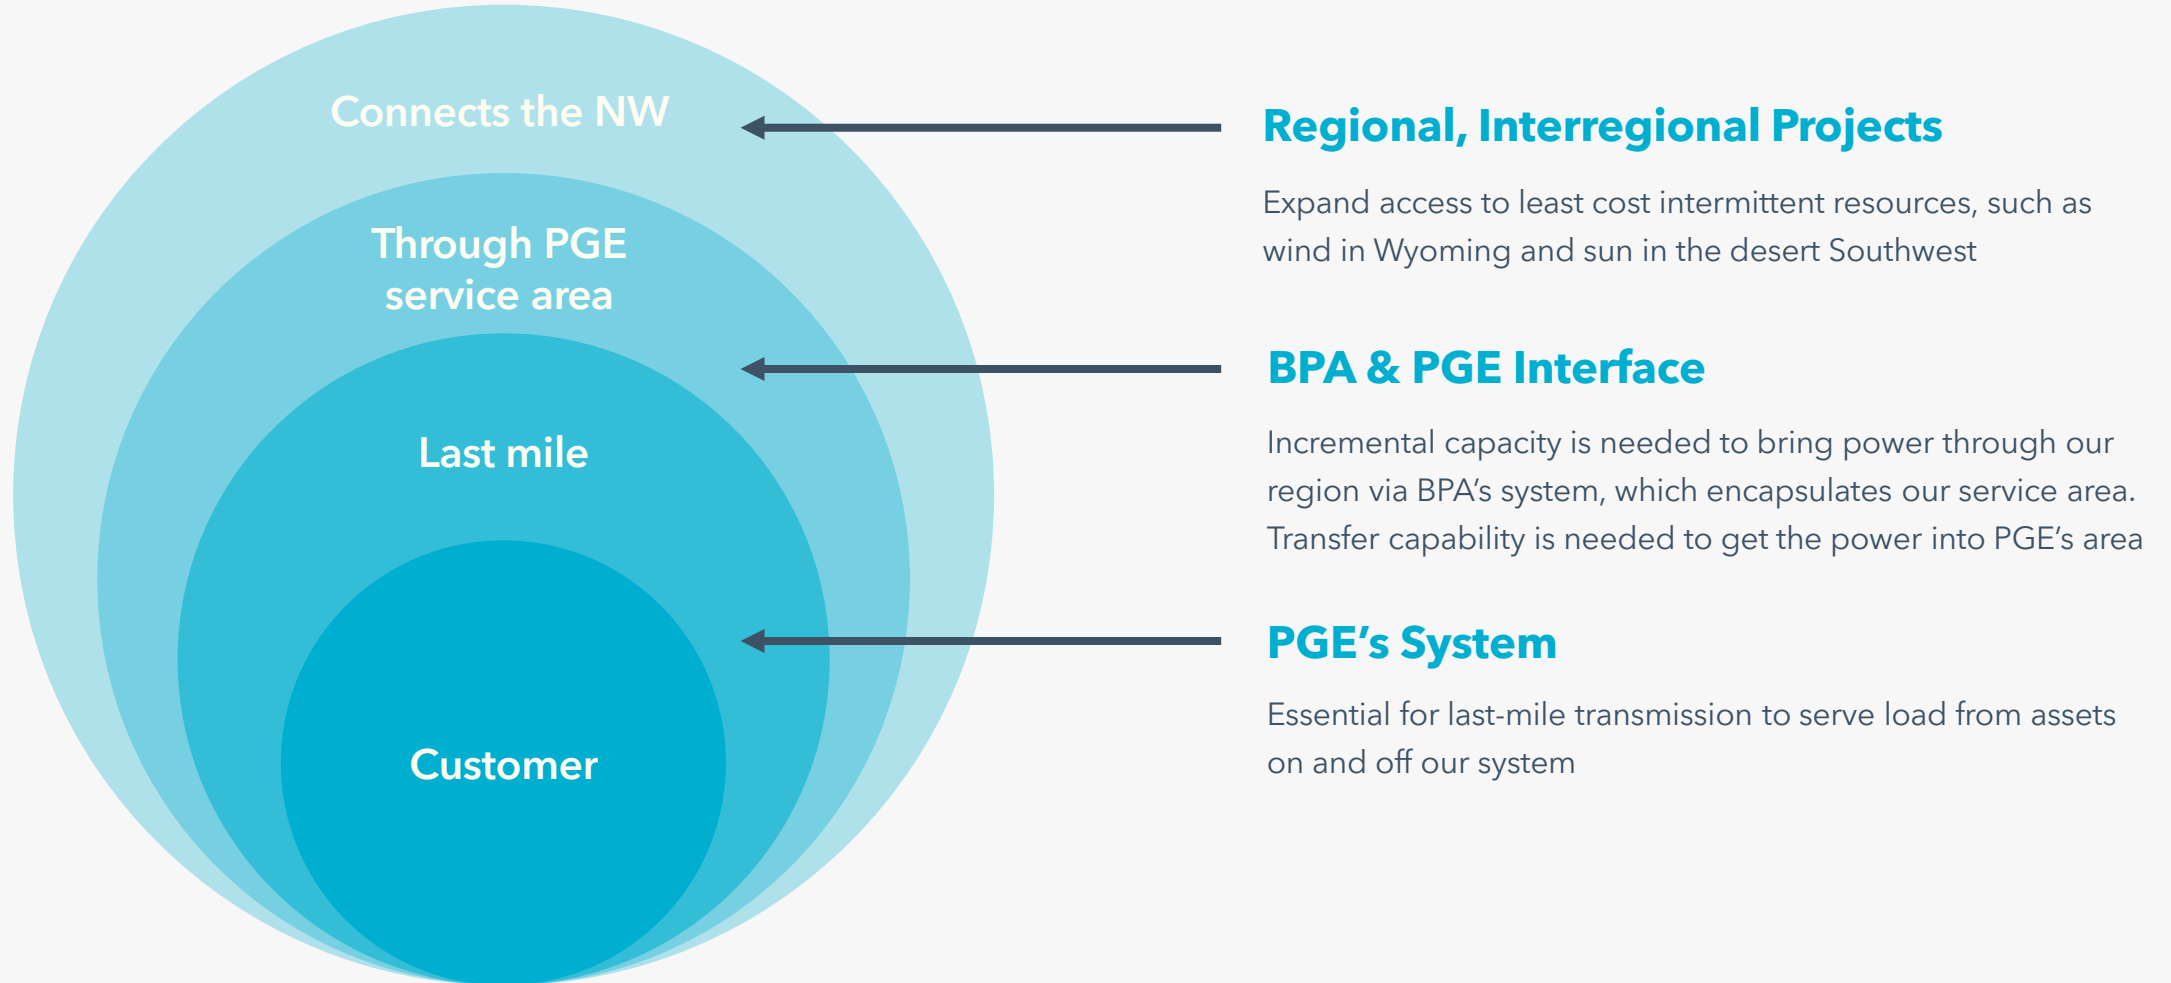 Connects the NW
Through PGE
service area
Last mile
Customer
Regional, Interregional Projects
Expand access to least cost intermittent resources, such as
wind in Wyoming and sun in the desert Southwest
BPA & PGE Interface
Incremental capacity is needed to bring power through our
region via BPA’s system, which encapsulates our service area.
Transfer capability is needed to get the power into PGE’s area
PGE’s System
Essential for last-mile transmission to serve load from assets
on and off our system